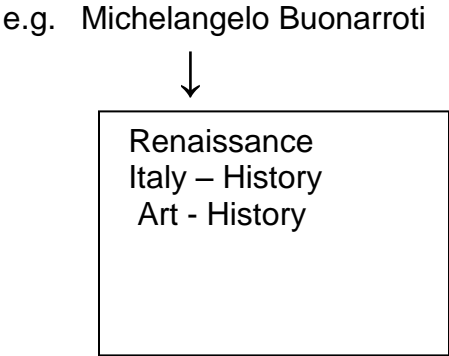 e.g. Michelangelo Buonarroti
Renaissance
Italy – History
Art - History